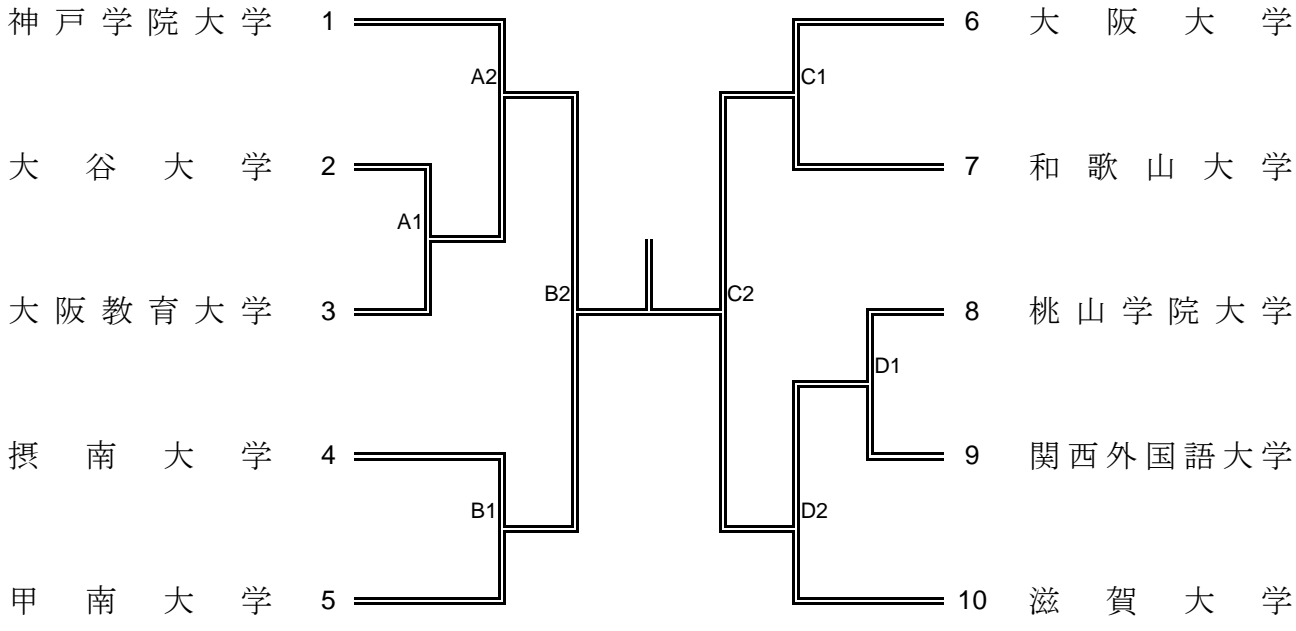 神戸学院大学 1
A2
大谷大学 2
A1
大阪教育大学 3
B2
摂南大学 4
B1
甲南大学 5
6 大阪大学
C1
7 和歌山大学
C2
8 桃山学院大学
D1
9 関西外国語大学
D2
10 滋賀大学